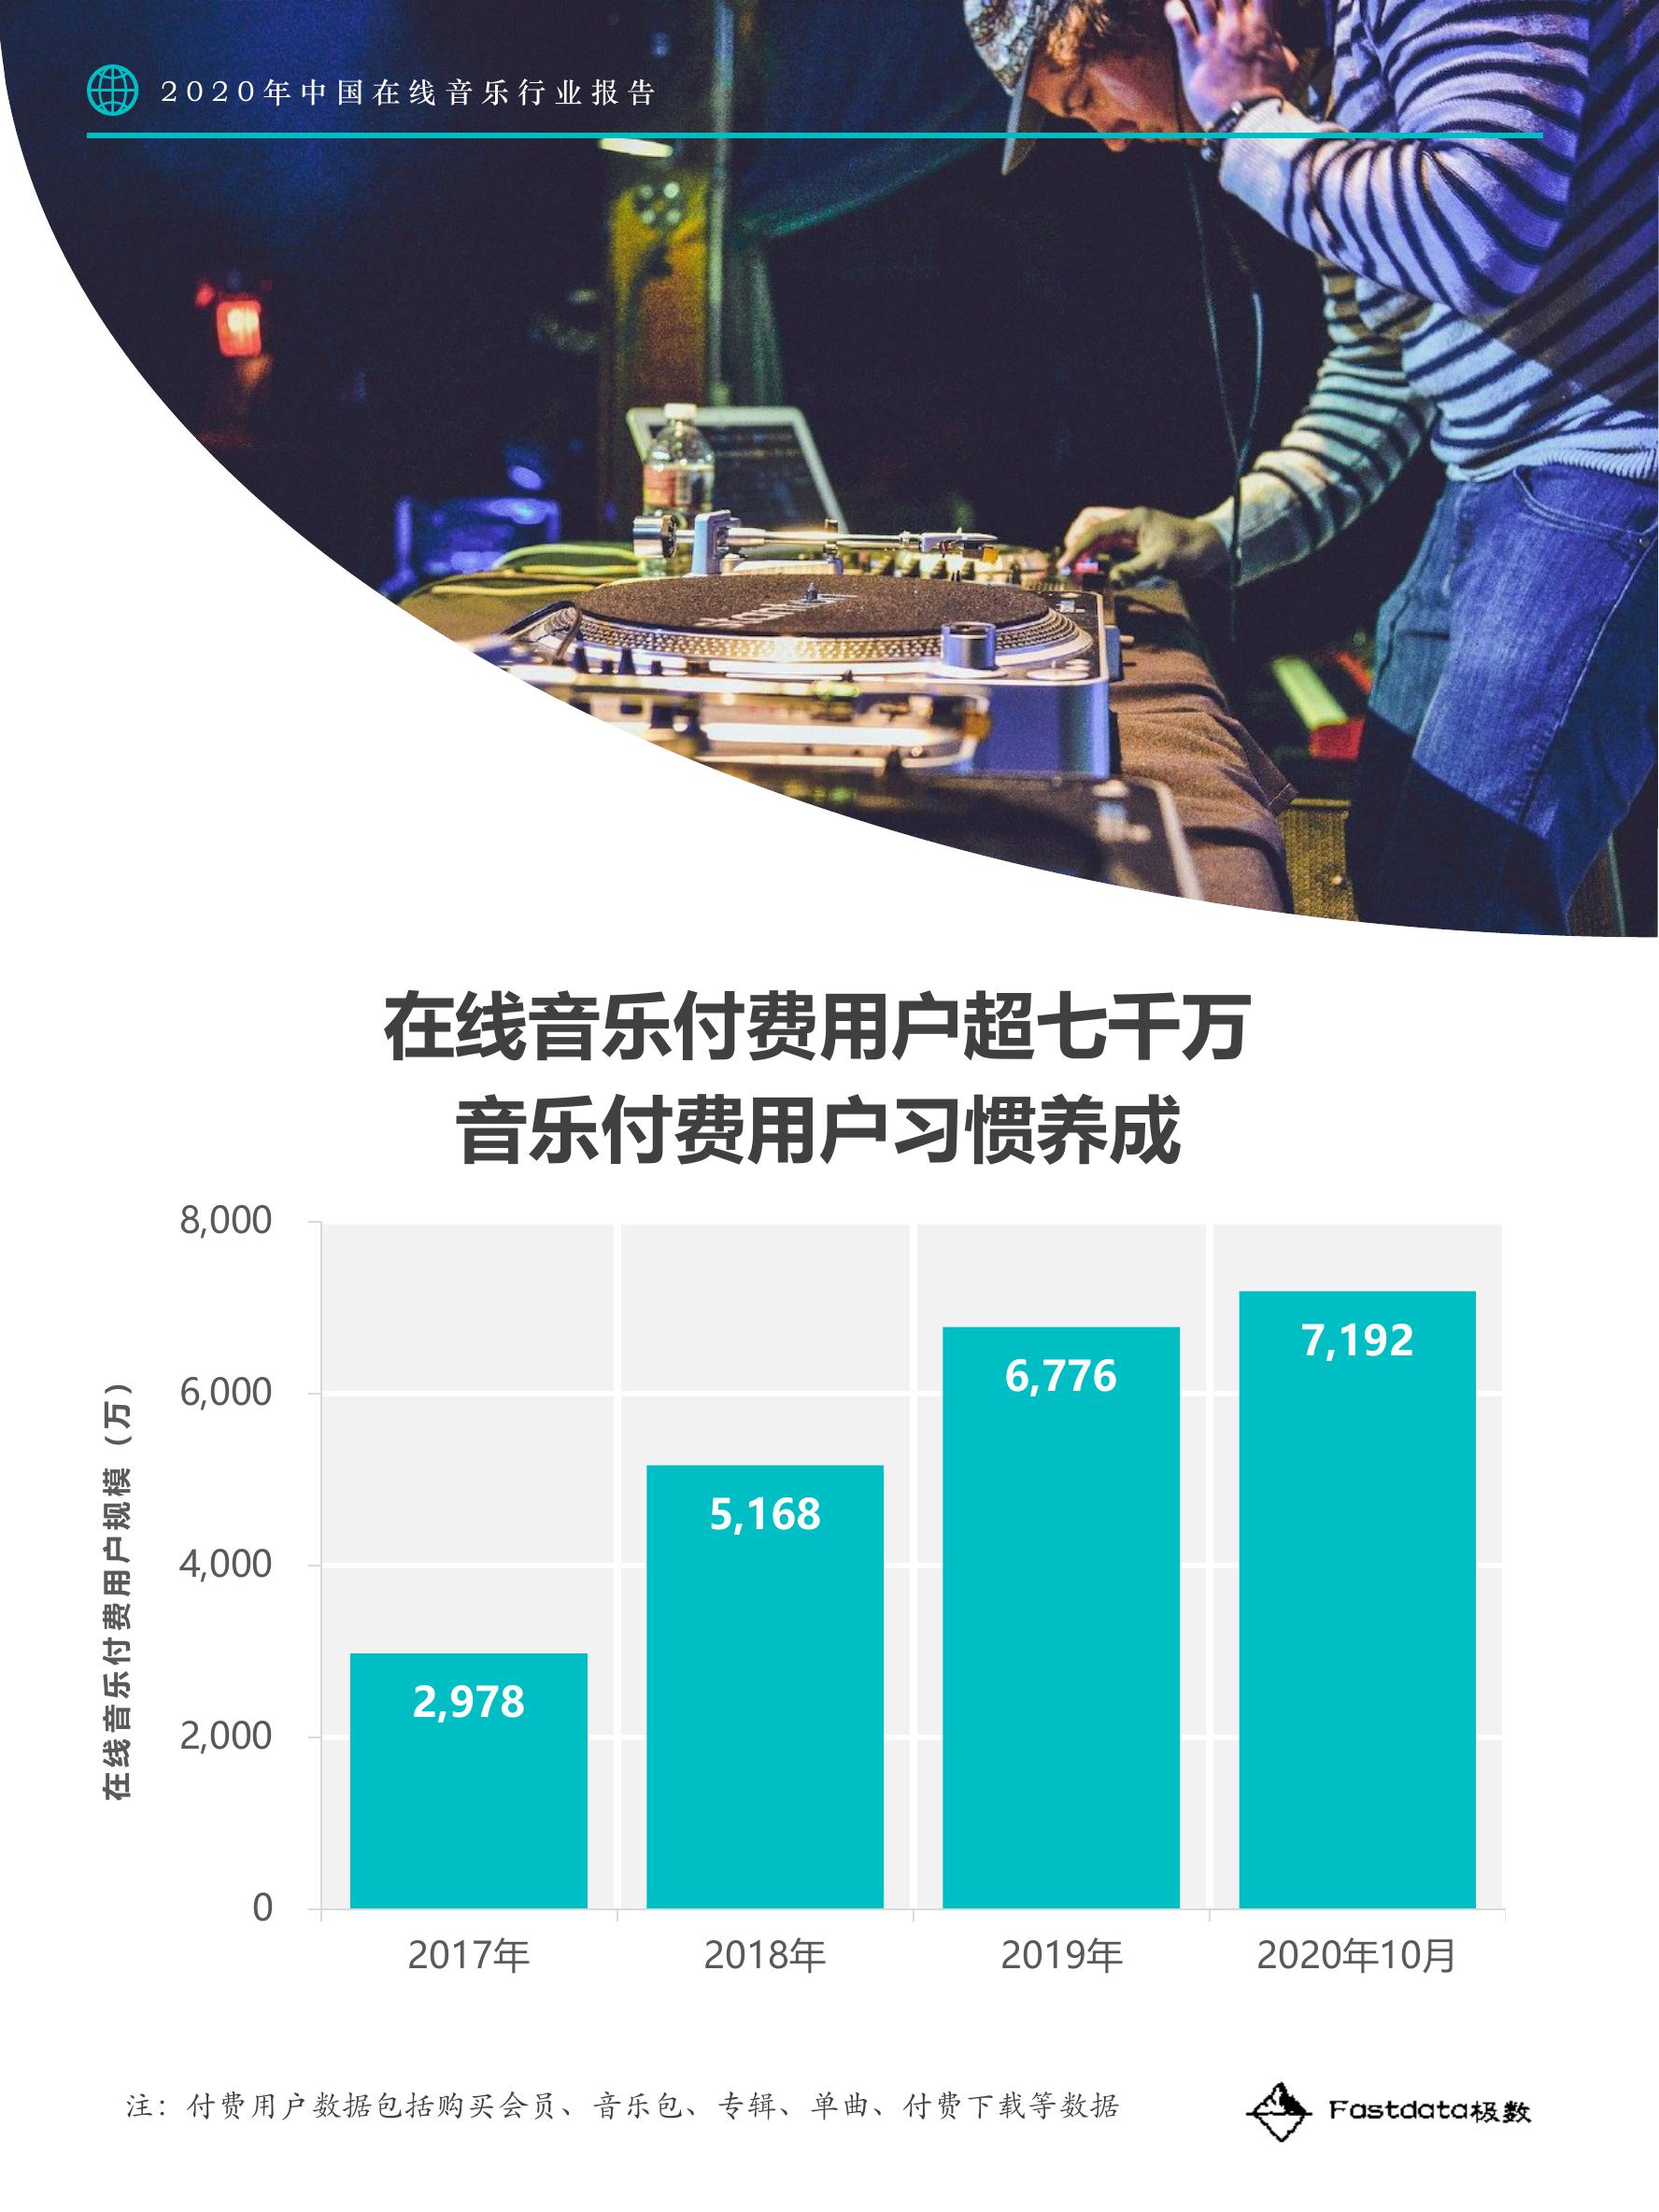 2020年中国在线音乐行业报告
在线音乐付费用户超七千万
音乐付费用户习惯养成
在线音乐付费用户规模（万）
8,000
6,000
4,000
2,000
0
2,978
5,168
6,776
7,192
2017年
2018年
2019年
2020年10月
注：付费用户数据包括购买会员、音乐包、专辑、单曲、付费下载等数据
Fastdata极数